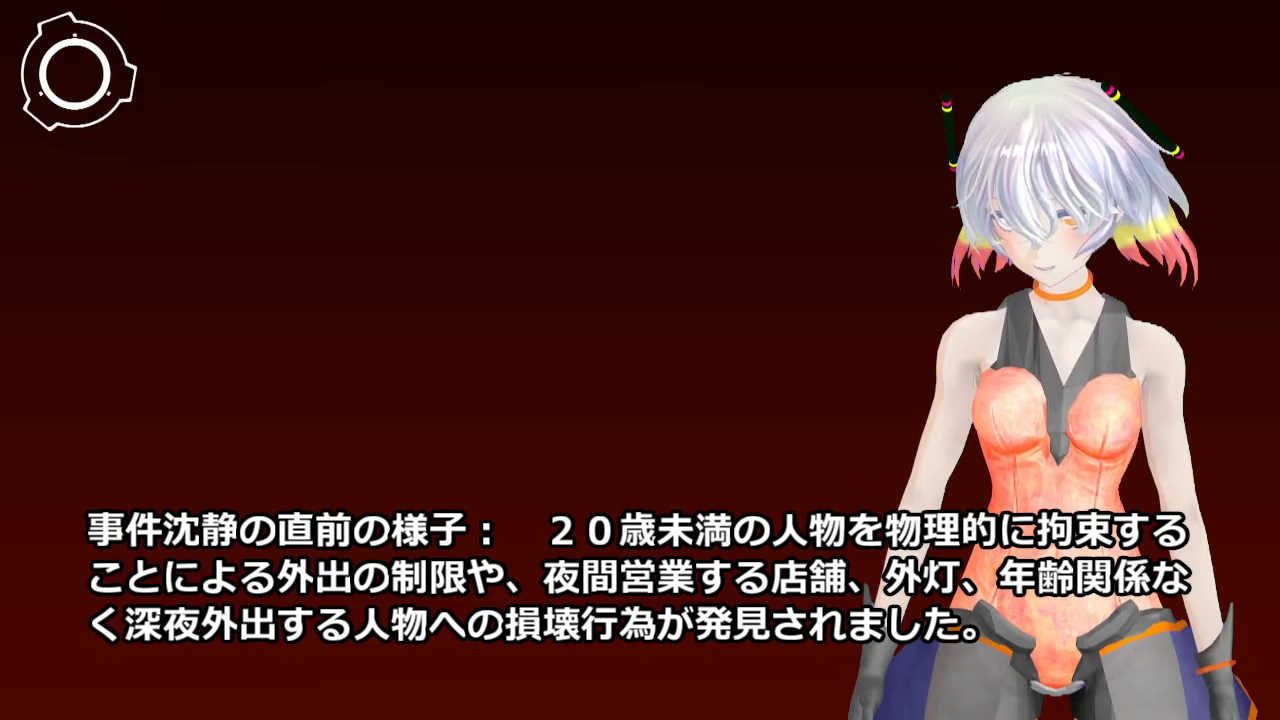 事件沈静の直前の様子：　２０歳未満の人物を物理的に拘束する
ことによる外出の制限や、夜間営業する店舗、外灯、年齢関係な
く深夜外出する人物への損壊行為が発見されました。